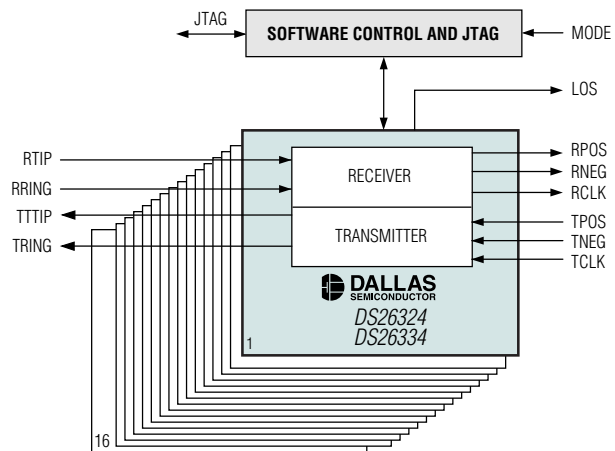 JTAG
SOFTWARE CONTROL AND JTAG
MODE
LOS
RTIP
RRING
TTTIP
TRING
RECEIVER
TRANSMITTER
RPOS
RNEG
RCLK
TPOS
TNEG
TCLK
DALLAS
SEMICONDUCTOR
DS26324
DS26334
1
16